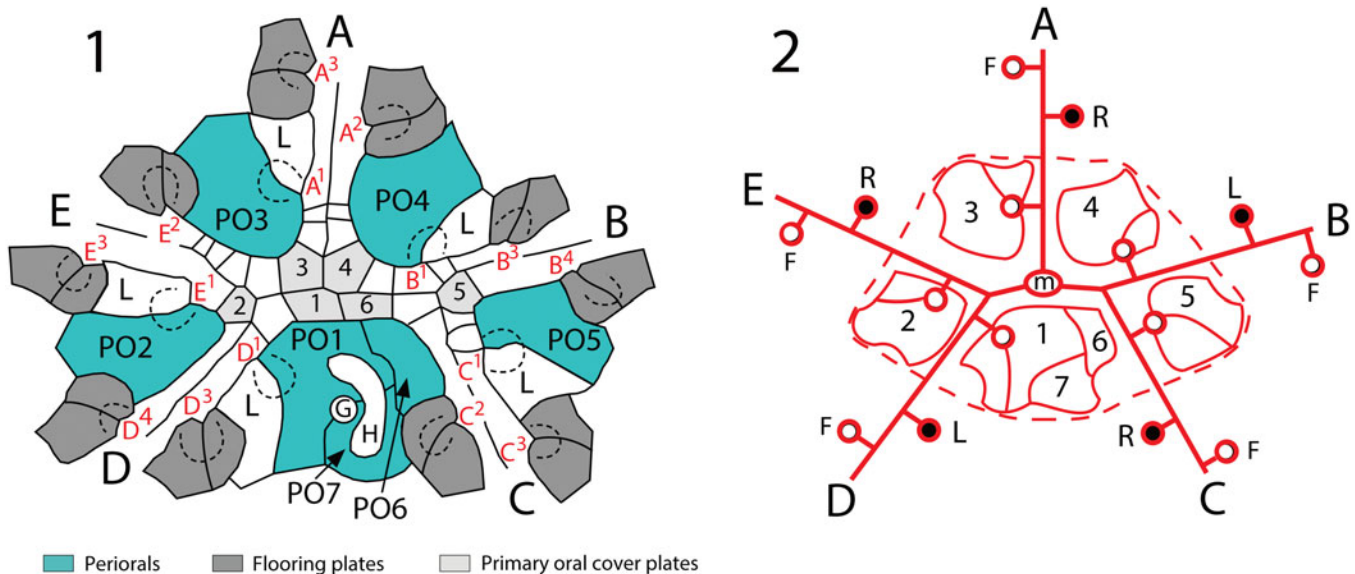 1
A
A³
L
A²
A¹
PO3
PO4
L
E
E²
B
E³
L
E¹
B¹
B³
B⁴
3
4
2
1
6
5
PO2
PO1
PO5
D¹
C¹
L
D³
L
G
H
C²
C³
D⁴
D
PO7
PO6
C
Periorals
Flooring plates
Primary oral cover plates
2
A
F
R
E
R
L
B
3
4
F
F
m
2
5
1
6
7
F
L
R
F
D
C